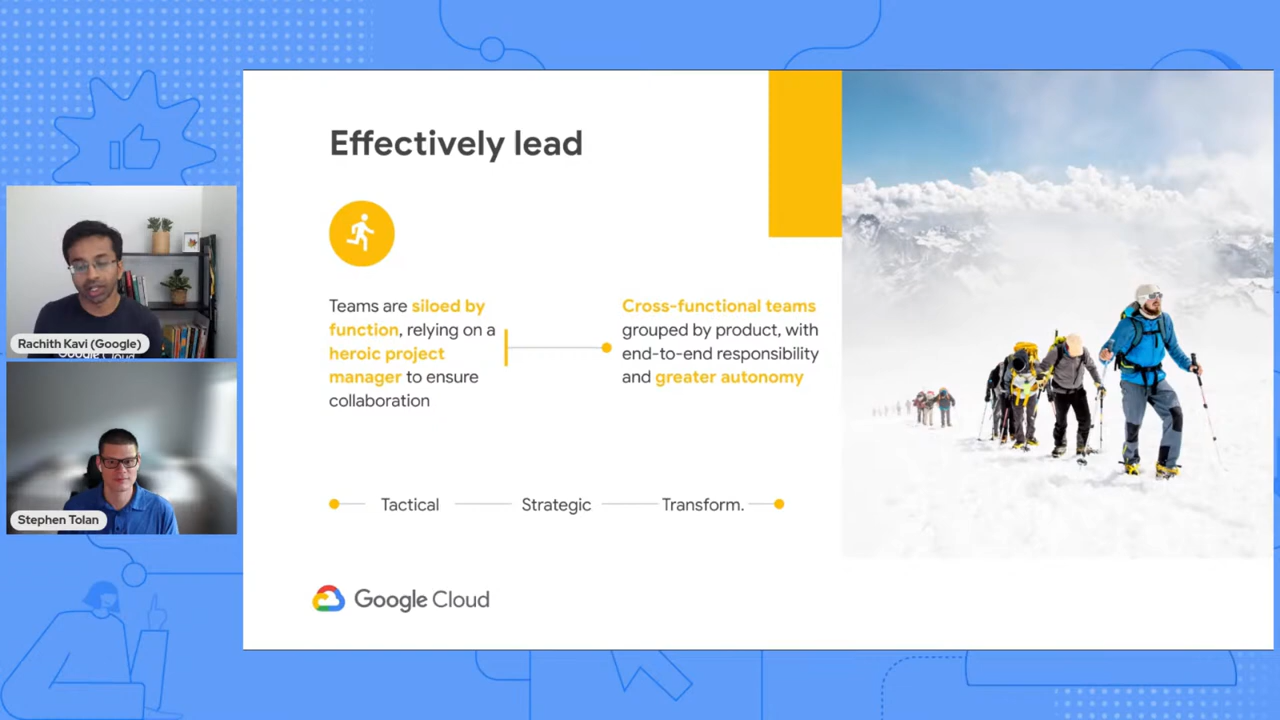 Effectively lead
Teams are siloed by
function, relying on a
heroic project
manager to ensure
collaboration
Cross-functional teams
grouped by product, with
end-to-end responsibility
and greater autonomy
Tactical
Strategic
Transform.
Google Cloud
Rachith Kavi (Google)
Google Cloud
Stephen Tolan